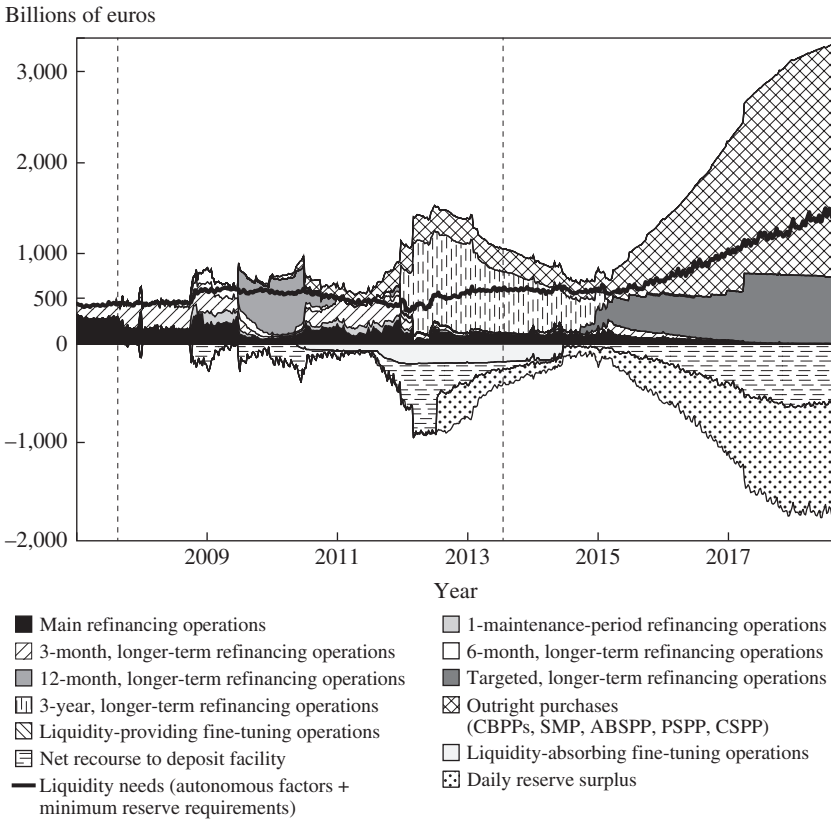 Billions of euros
3,000
2,000
1,000
500
0
–1,000
–2,000
2009 2011 2013 2015 2017
Year
Main refinancing operations
3-month, longer-term refinancing operations
12-month, longer-term refinancing operations
3-year, longer-term refinancing operations
Liquidity-providing fine-tuning operations
Net recourse to deposit facility
Liquidity needs (autonomous factors +
minimum reserve requirements)
1-maintenance-period refinancing operations
6-month, longer-term refinancing operations
Targeted, longer-term refinancing operations
Outright purchases
(CBPPs, SMP, ABSPP, PSPP, CSPP)
Liquidity-absorbing fine-tuning operations
Daily reserve surplus